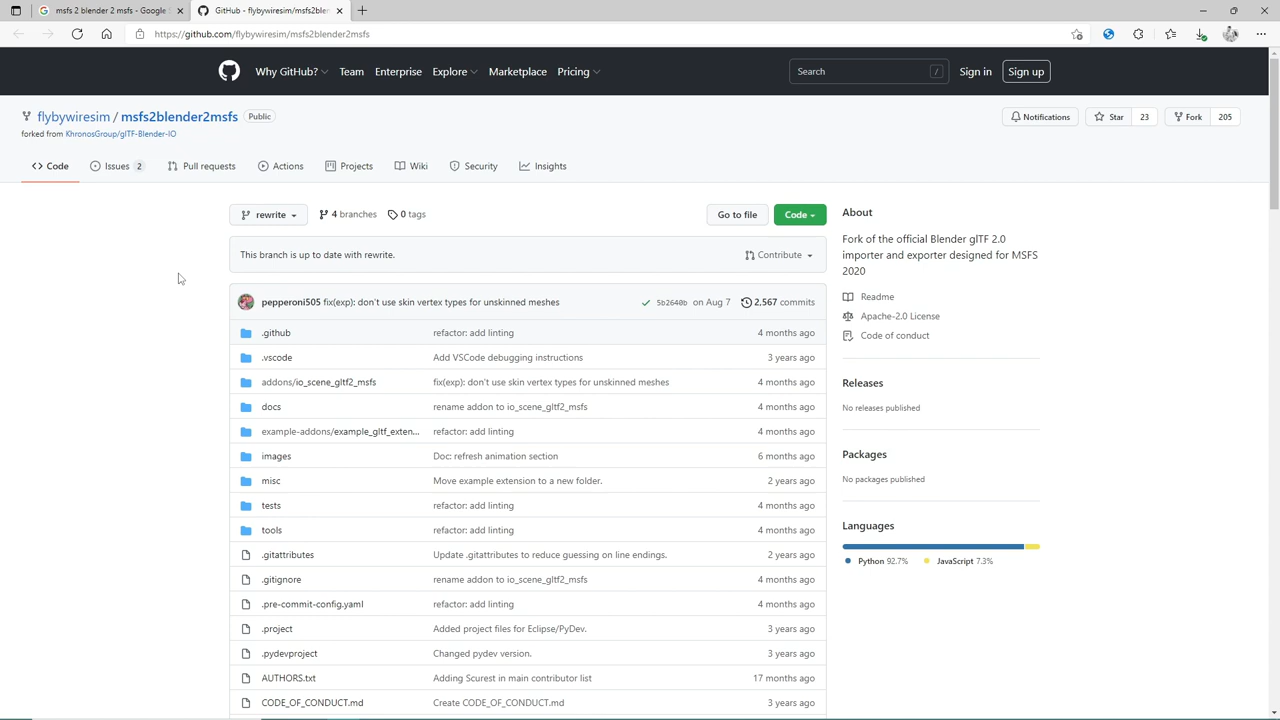 msfs 2 blender 2 msfs - Google S
GitHub - flybywiresim/msfs2blen
https://github.com/flybywiresim/msfs2blender2msfs
Why GitHub? Team Enterprise Explore Marketplace Pricing
Search /
Sign in Sign up
flybywiresim / msfs2blender2msfs Public
Notifications Star 23 Fork 205
forked from KhronosGroup/glTF-Blender-IO
Code Issues 2 Pull requests Actions Projects Wiki Security Insights
rewrite 4 branches 0 tags Go to file Code
This branch is up to date with rewrite. Contribute
pepperoni505 fix(exp): don't use skin vertex types for unskinned meshes 5b2640b on Aug 7 2,567 commits
.github refactor: add linting 4 months ago
.vscode Add VSCode debugging instructions 3 years ago
addons/io_scene_gltf2_msfs fix(exp): don't use skin vertex types for unskinned meshes 4 months ago
docs rename addon to io_scene_gltf2_msfs 4 months ago
example-addons/example_gltf_exten... refactor: add linting 4 months ago
images Doc: refresh animation section 6 months ago
misc Move example extension to a new folder. 2 years ago
tests refactor: add linting 4 months ago
tools refactor: add linting 4 months ago
.gitattributes Update .gitattributes to reduce guessing on line endings. 2 years ago
.gitignore rename addon to io_scene_gltf2_msfs 4 months ago
.pre-commit-config.yaml refactor: add linting 4 months ago
.project Added project files for Eclipse/PyDev. 3 years ago
.pydevproject Changed pydev version. 3 years ago
AUTHORS.txt Adding Scurest in main contributor list 17 months ago
CODE_OF_CONDUCT.md Create CODE_OF_CONDUCT.md 3 years ago
About
Fork of the official Blender glTF 2.0
importer and exporter designed for MSFS
2020
Readme
Apache-2.0 License
Code of conduct
Releases
No releases published
Packages
No packages published
Languages
Python 92.7% JavaScript 7.3%